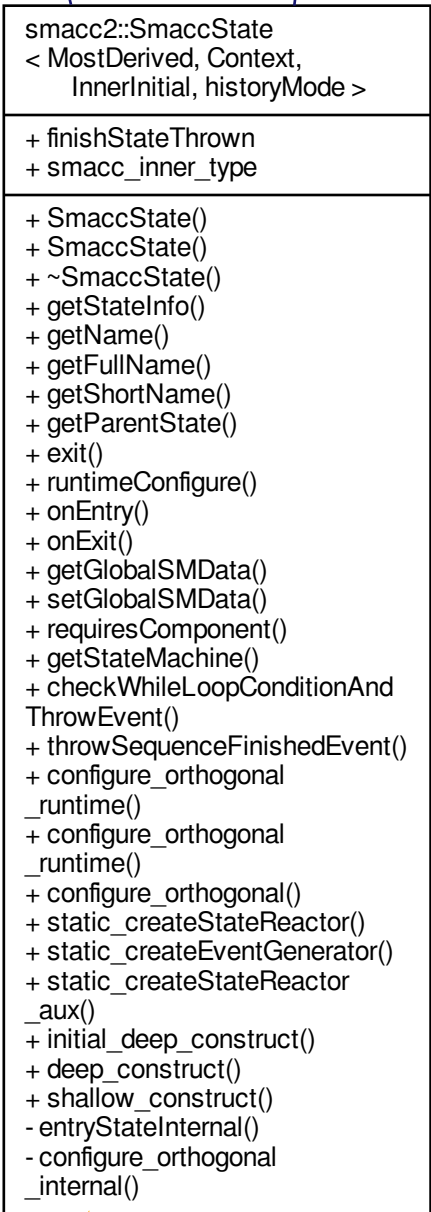 smacc2::SmaccState
< MostDerived, Context,
InnerInitial, historyMode >
+ finishStateThrown
+ smacc_inner_type
+ SmaccState()
+ SmaccState()
+ ~SmaccState()
+ getStateInfo()
+ getName()
+ getFullName()
+ getShortName()
+ getParentState()
+ exit()
+ runtimeConfigure()
+ onEntry()
+ onExit()
+ getGlobalSMData()
+ setGlobalSMData()
+ requiresComponent()
+ getStateMachine()
+ checkWhileLoopConditionAnd
ThrowEvent()
+ throwSequenceFinishedEvent()
+ configure_orthogonal
_runtime()
+ configure_orthogonal
_runtime()
+ configure_orthogonal()
+ static_createStateReactor()
+ static_createEventGenerator()
+ static_createStateReactor
_aux()
+ initial_deep_construct()
+ deep_construct()
+ shallow_construct()
- entryStateInternal()
- configure_orthogonal
_internal()